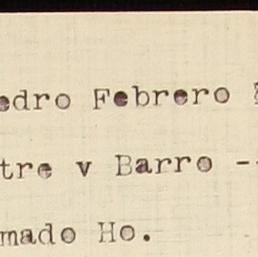 edro Febrero &
tre v Barro --
mado Ho.